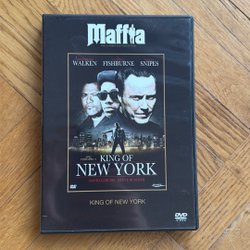 Maffia
WALKEN FISHBURNE SNIPES
KING OF
NEW YORK
KING OF NEW YORK
DVD